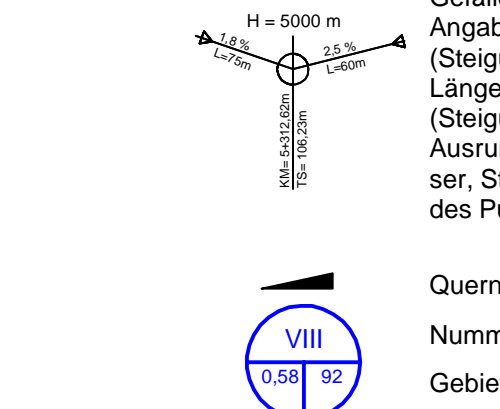 H = 5000 m
1,8 %
L=75m
2,5 %
L=60m
KM= 5+312,62m
TS= 106,23m
Angab
(Steigu
Länge
(Steigu
Ausrur
ser, St
des Pu
Quern
VIII
Numm
0,58 92
Gebie